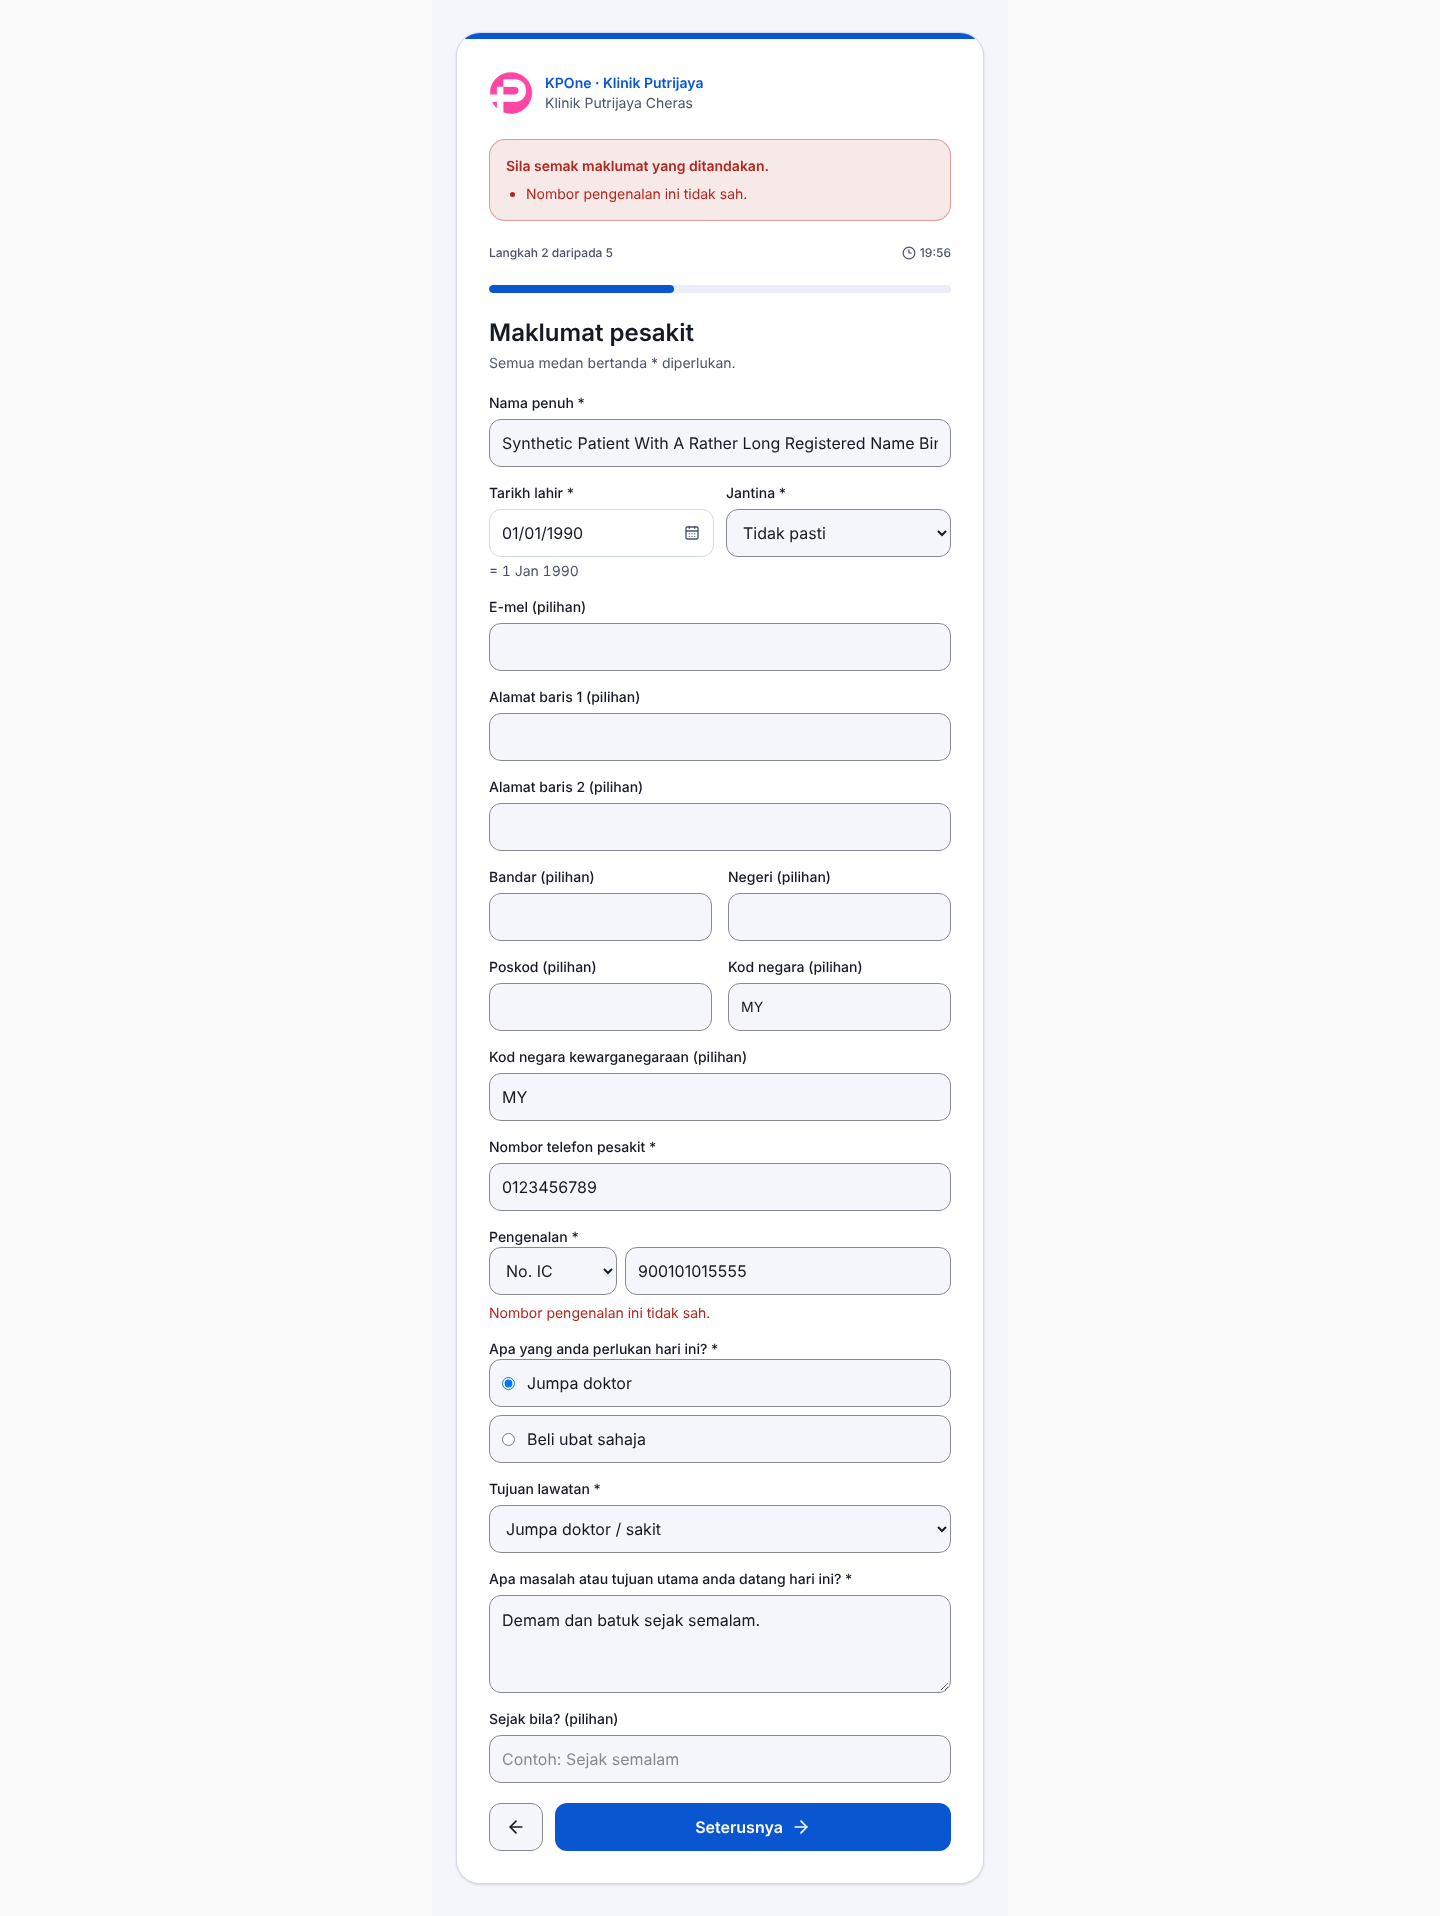 KPOne · Klinik Putrijaya
Klinik Putrijaya Cheras
Sila semak maklumat yang ditandakan.
• Nombor pengenalan ini tidak sah.
Langkah 2 daripada 5
19:56
Maklumat pesakit
Semua medan bertanda * diperlukan.
Nama penuh *
Synthetic Patient With A Rather Long Registered Name Bin
Tarikh lahir *
Jantina *
01/01/1990
Tidak pasti
= 1 Jan 1990
E-mel (pilihan)
Alamat baris 1 (pilihan)
Alamat baris 2 (pilihan)
Bandar (pilihan)
Negeri (pilihan)
Poskod (pilihan)
Kod negara (pilihan)
MY
Kod negara kewarganegaraan (pilihan)
MY
Nombor telefon pesakit *
0123456789
Pengenalan *
No. IC
900101015555
Nombor pengenalan ini tidak sah.
Apa yang anda perlukan hari ini? *
Jumpa doktor
Beli ubat sahaja
Tujuan lawatan *
Jumpa doktor / sakit
Apa masalah atau tujuan utama anda datang hari ini? *
Demam dan batuk sejak semalam.
Sejak bila? (pilihan)
Contoh: Sejak semalam
Seterusnya